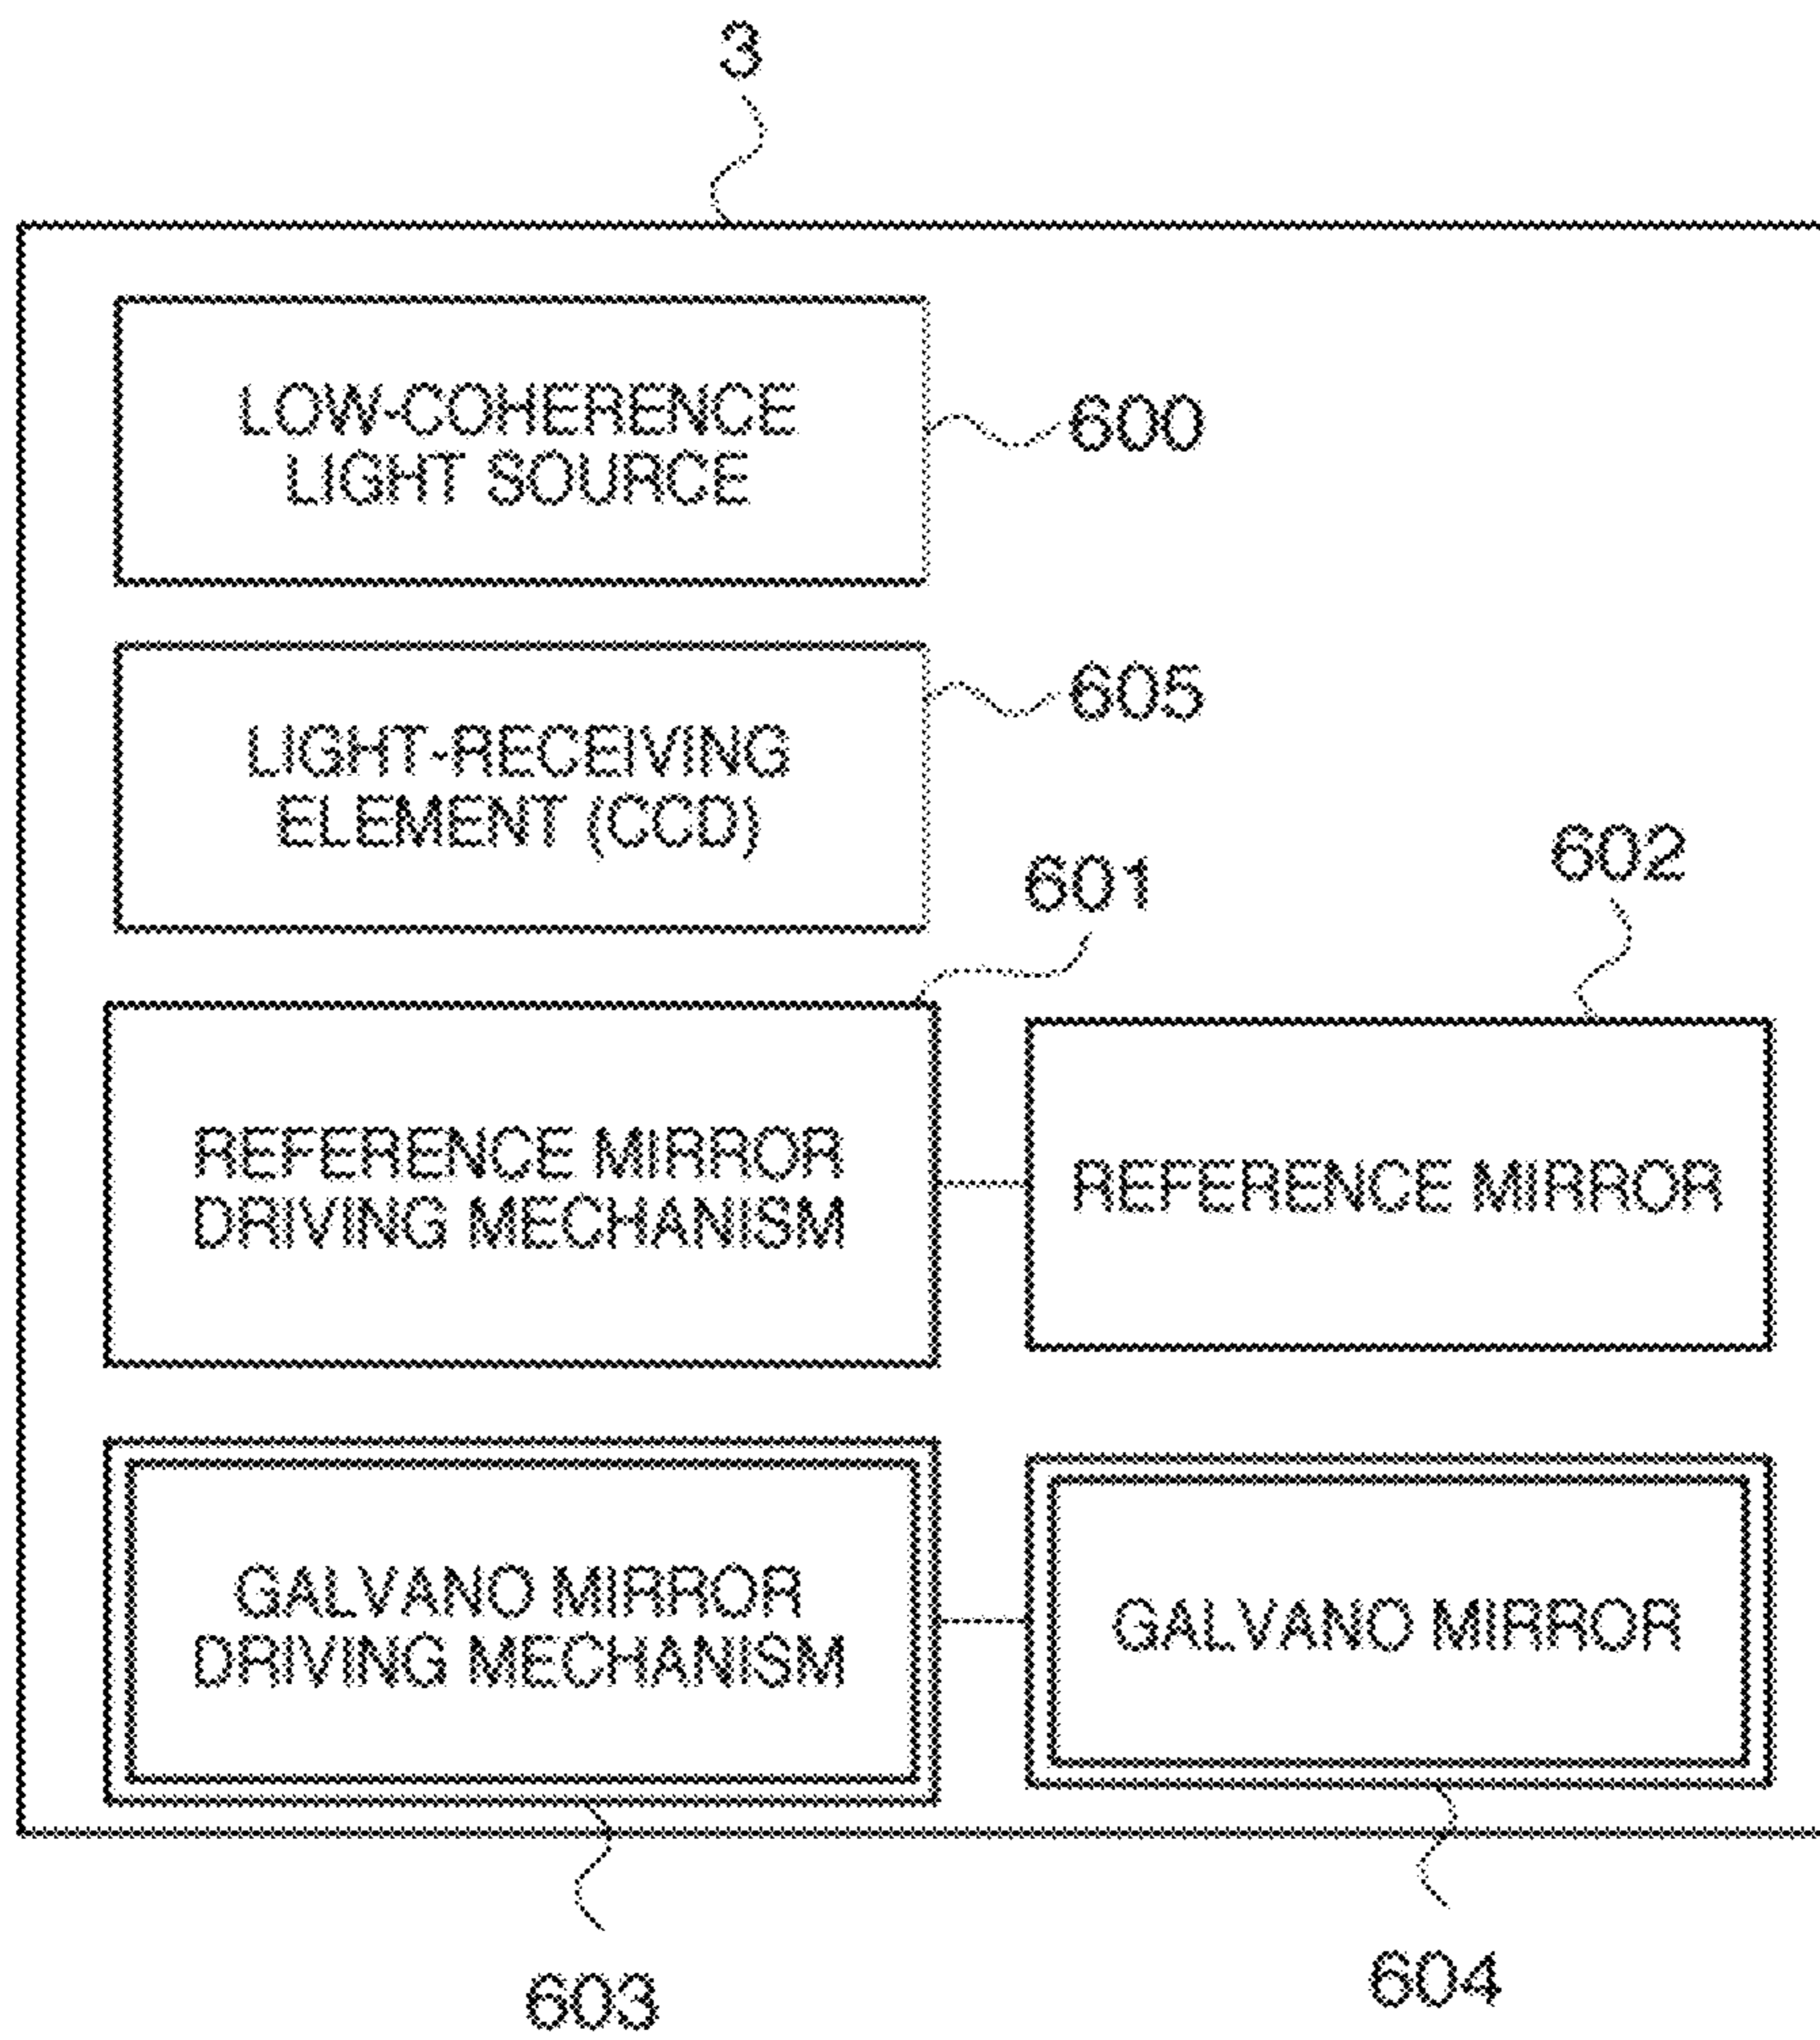 3
LOW-COHERENCE
LIGHT SOURCE
600
LIGHT-RECEIVING
ELEMENT (CCD)
605
601
602
REFERENCE MIRROR
DRIVING MECHANISM
REFERENCE MIRROR
GALVANO MIRROR
DRIVING MECHANISM
GALVANO MIRROR
603
604